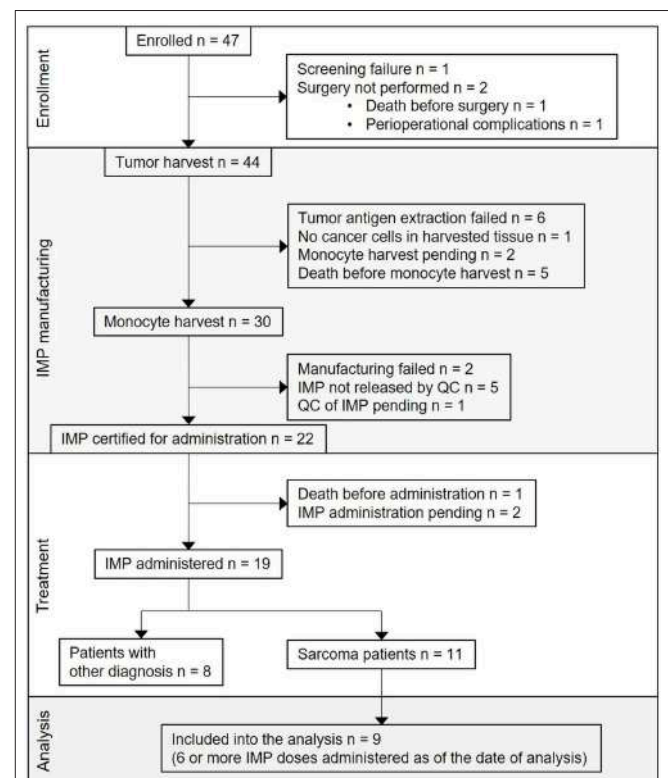 Enrollment
Enrolled n = 47
Screening failure n = 1
Surgery not performed n = 2
• Death before surgery n = 1
• Perioperational complications n = 1
IMP manufacturing
Tumor harvest n = 44
Tumor antigen extraction failed n = 6
No cancer cells in harvested tissue n = 1
Monocyte harvest pending n = 2
Death before monocyte harvest n = 5
Monocyte harvest n = 30
Manufacturing failed n = 2
IMP not released by QC n = 5
QC of IMP pending n = 1
IMP certified for administration n = 22
Treatment
Death before administration n = 1
IMP administration pending n = 2
IMP administered n = 19
Patients with
other diagnosis n = 8
Sarcoma patients n = 11
Analysis
Included into the analysis n = 9
(6 or more IMP doses administered as of the date of analysis)